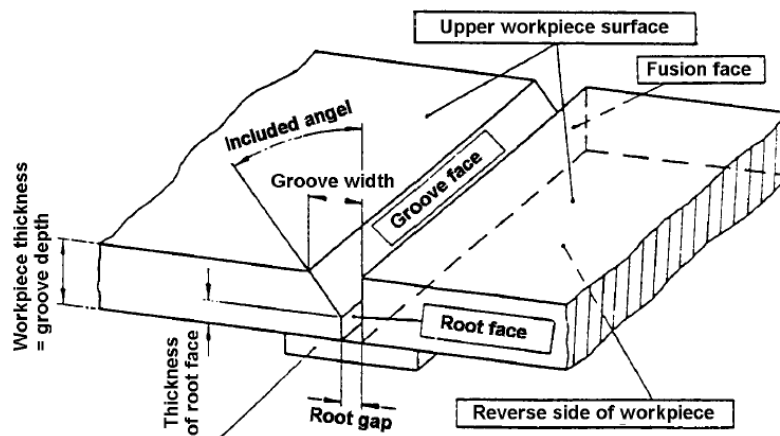 Upper workpiece surface
Fusion face
Included angel
Groove width
Groove face
Workpiece thickness
= groove depth
Root face
Thickness
of root face
Root gap
Reverse side of workpiece